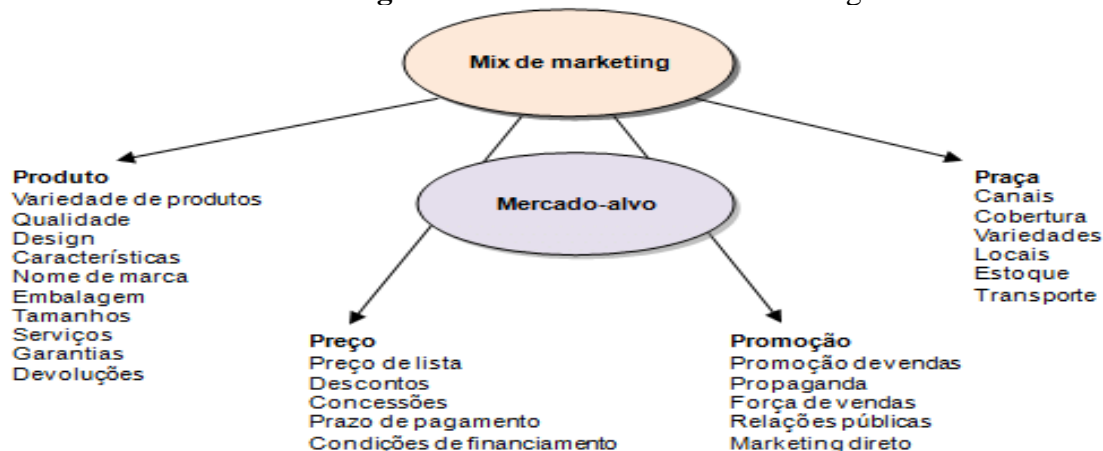 Mix de marketing
Mercado-alvo
Produto
Variedade de produtos
Qualidade
Design
Características
Nome de marca
Embalagem
Tamanhos
Serviços
Garantias
Devoluções
Preço
Preço de lista
Descontos
Concessões
Prazo de pagamento
Condições de financiamento
Promoção
Promoção de vendas
Propaganda
Força de vendas
Relações públicas
Marketing direto
Praça
Canais
Cobertura
Variedades
Locais
Estoque
Transporte